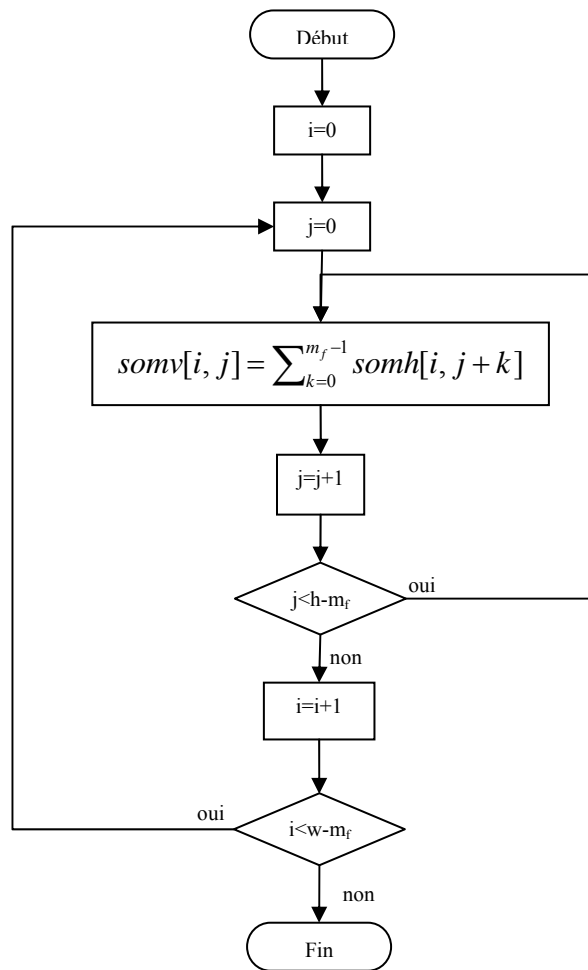 Début
i=0
j=0
somv[i, j] = ∑_{k=0}^{m_f−1} somh[i, j + k]
j=j+1
j<h-m_f
oui
non
i=i+1
oui
i<w-m_f
non
Fin